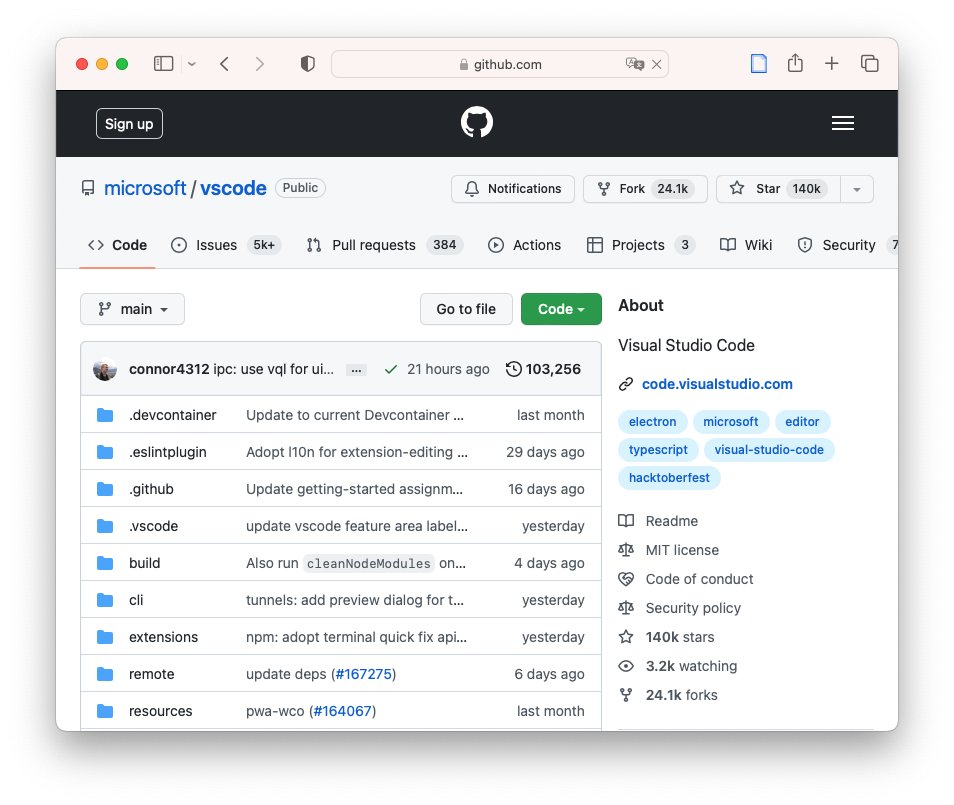 github.com
Sign up
microsoft / vscode Public
Notifications
Fork 24.1k
Star 140k
Code
Issues 5k+
Pull requests 384
Actions
Projects 3
Wiki
Security 7
main
Go to file
Code
connor4312 ipc: use vql for ui... ... 21 hours ago 103,256
.devcontainer Update to current Devcontainer ... last month
.eslintplugin Adopt l10n for extension-editing ... 29 days ago
.github Update getting-started assignm... 16 days ago
.vscode update vscode feature area label... yesterday
build Also run cleanNodeModules on... 4 days ago
cli tunnels: add preview dialog for t... yesterday
extensions npm: adopt terminal quick fix api... yesterday
remote update deps (#167275) 6 days ago
resources pwa-wco (#164067) last month
About
Visual Studio Code
code.visualstudio.com
electron microsoft editor
typescript visual-studio-code
hacktoberfest
Readme
MIT license
Code of conduct
Security policy
140k stars
3.2k watching
24.1k forks